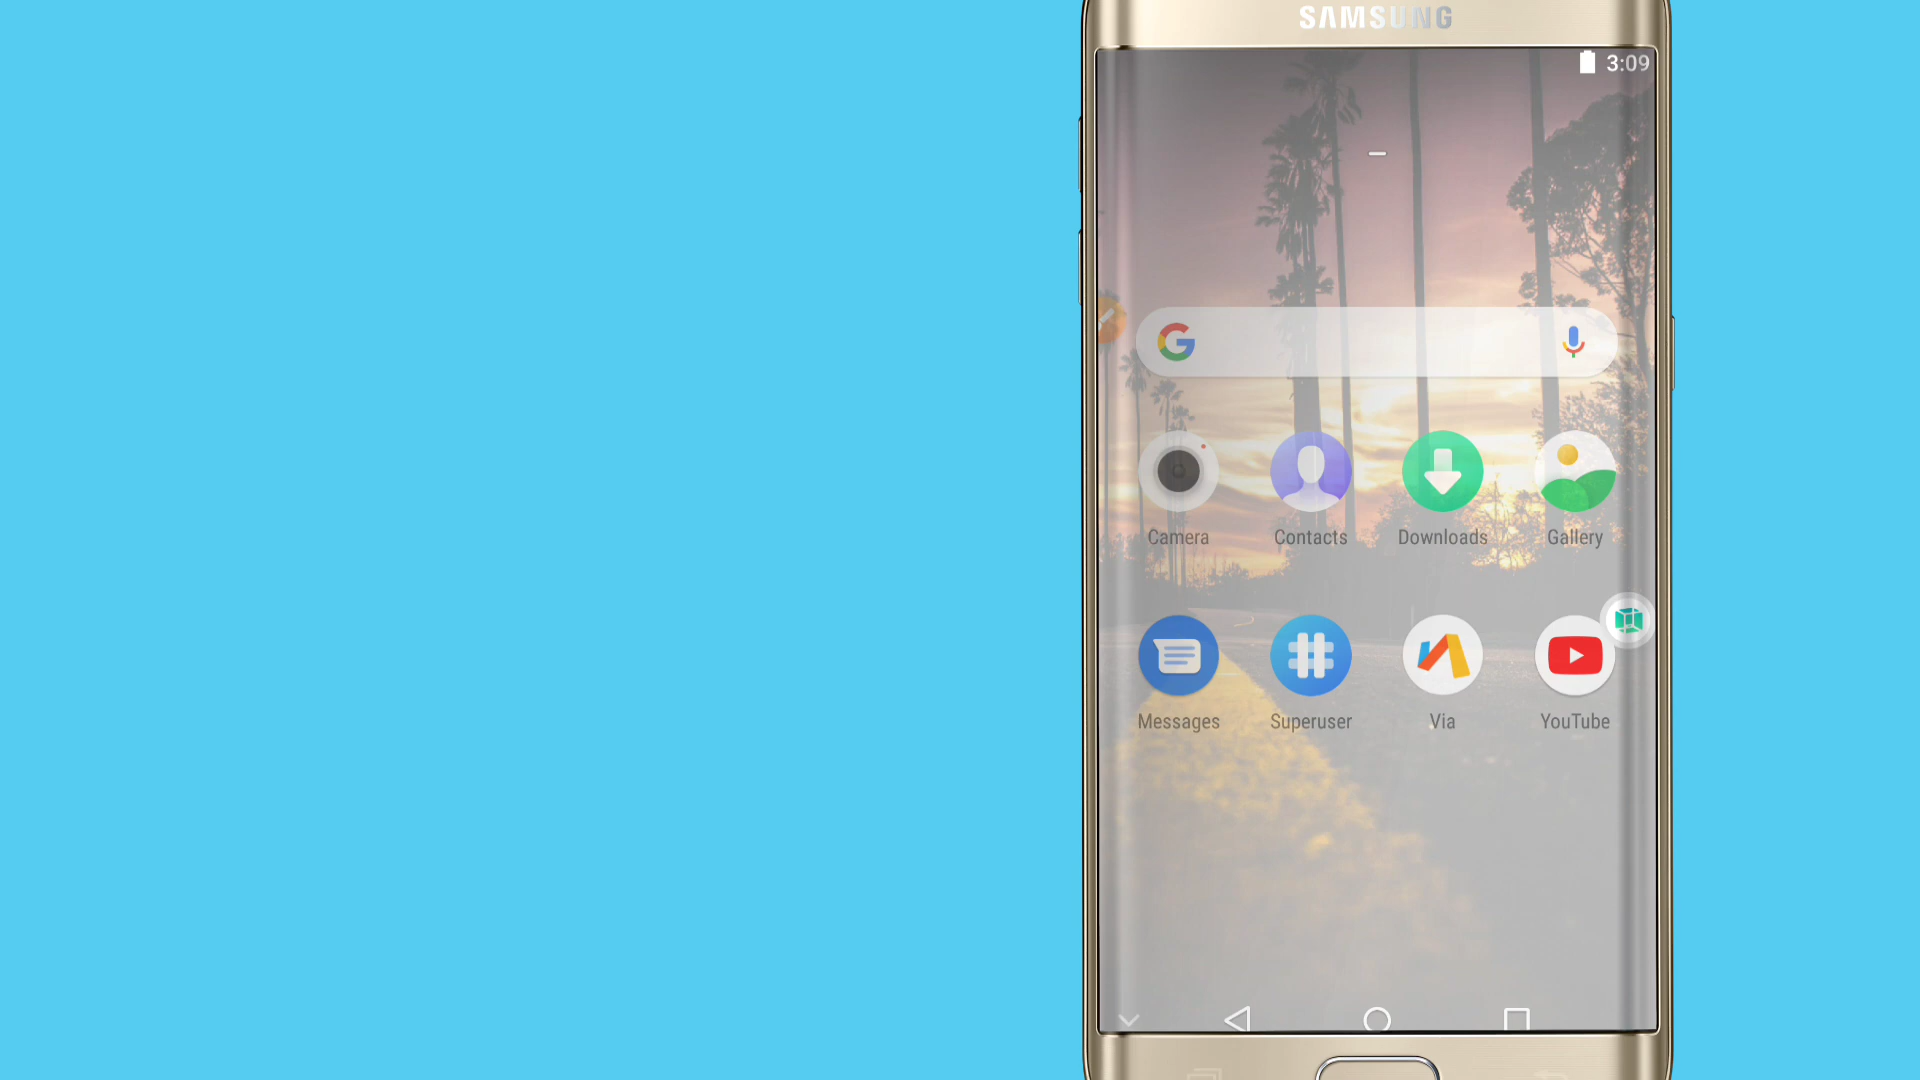 SAMSUNG
3:09
Camera
Contacts
Downloads
Gallery
Messages
Superuser
Via
YouTube